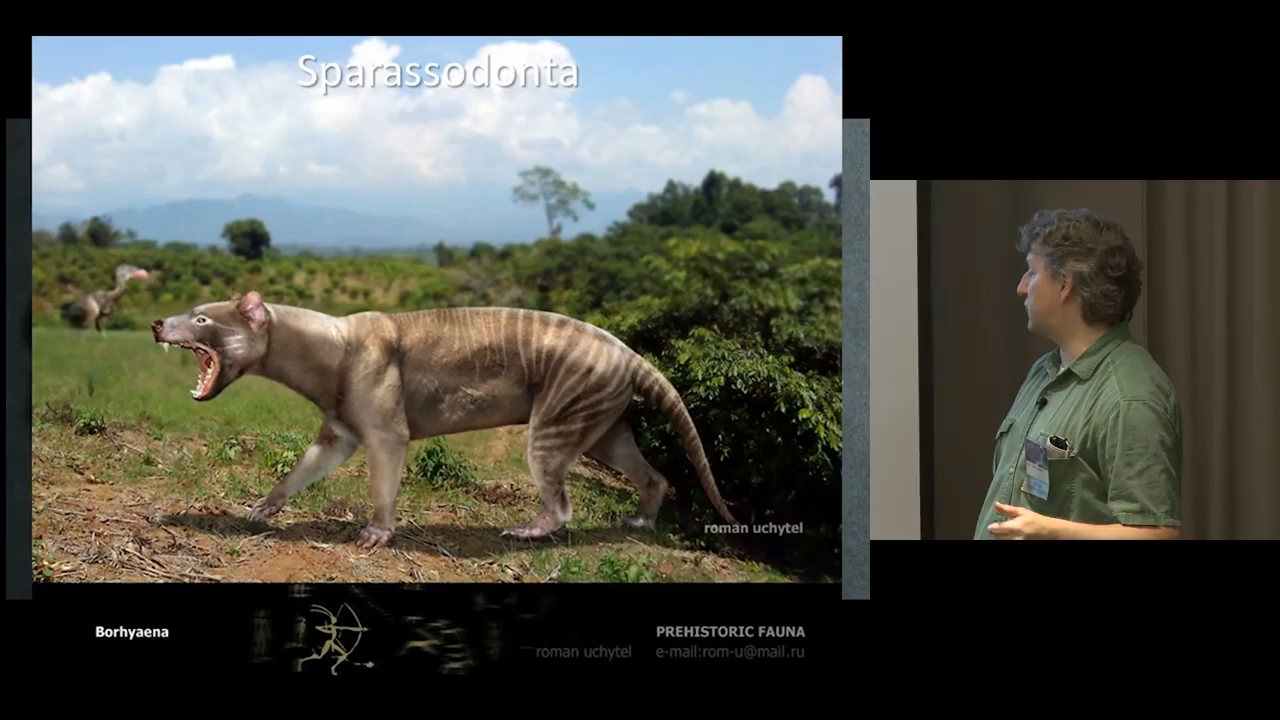 Sparassodonta
roman uchytel
Borhyaena
PREHISTORIC FAUNA
roman uchytel
e-mail:rom-u@mail.ru